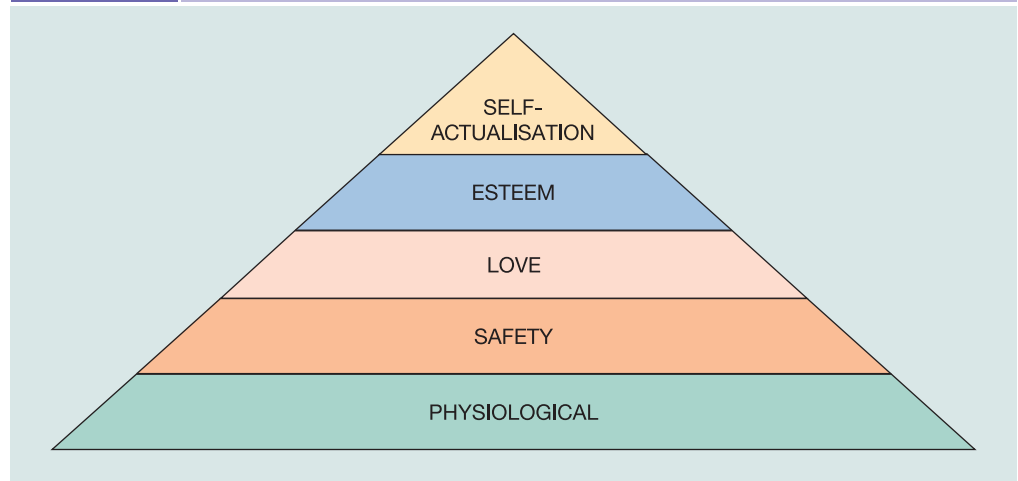 SELF-
ACTUALISATION
ESTEEM
LOVE
SAFETY
PHYSIOLOGICAL